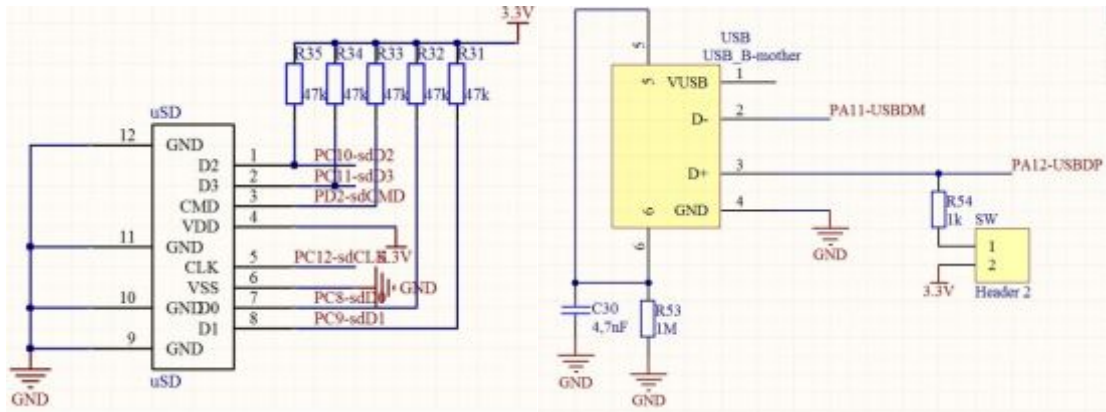 3.3V
R35 R34 R33 R32 R31
47k 47k 47k 47k 47k
uSD
12 GND
D2 1 PC10-sdD2
D3 2 PC11-sdD3
CMD 3 PD2-sdCMD
VDD 4
11 GND
3.3V
CLK 5 PC12-sdCLK
VSS 6 GND
10 GND D0 7 PC8-sdD0
D1 8 PC9-sdD1
9 GND
uSD
GND
USB
USB_B-mother
5
5
VUSB 1
D- 2 PA11-USBDM
D+ 3 PA12-USBDP
GND 4
6
6
GND
R54
1k
SW
1
2
3.3V
Header 2
C30
4,7nF
R53
1M
GND
GND